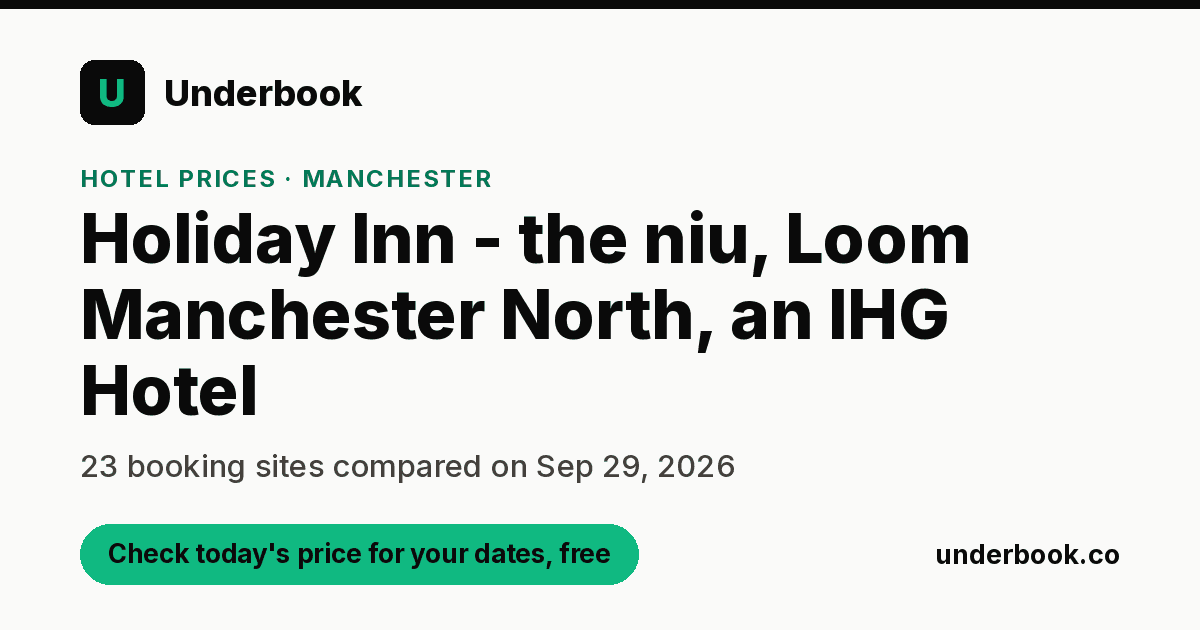 U Underbook
HOTEL PRICES · MANCHESTER
Holiday Inn - the niu, Loom
Manchester North, an IHG
Hotel
23 booking sites compared on Sep 29, 2026
Check today's price for your dates, free
underbook.co